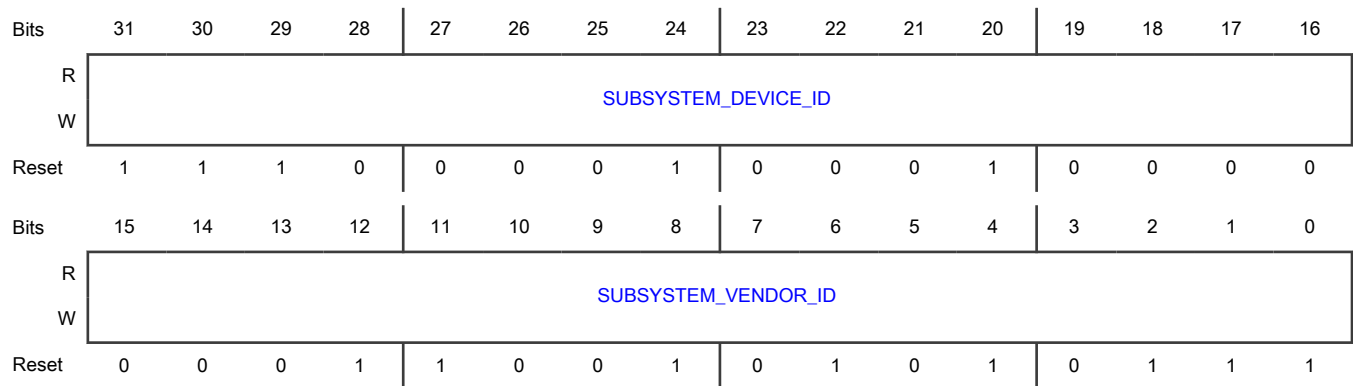 Bits 31 30 29 28 27 26 25 24 23 22 21 20 19 18 17 16
R
SUBSYSTEM_DEVICE_ID
W
Reset 1 1 1 0 0 0 0 1 0 0 0 1 0 0 0 0
Bits 15 14 13 12 11 10 9 8 7 6 5 4 3 2 1 0
R
SUBSYSTEM_VENDOR_ID
W
Reset 0 0 0 1 1 0 0 1 0 1 0 1 0 1 1 1